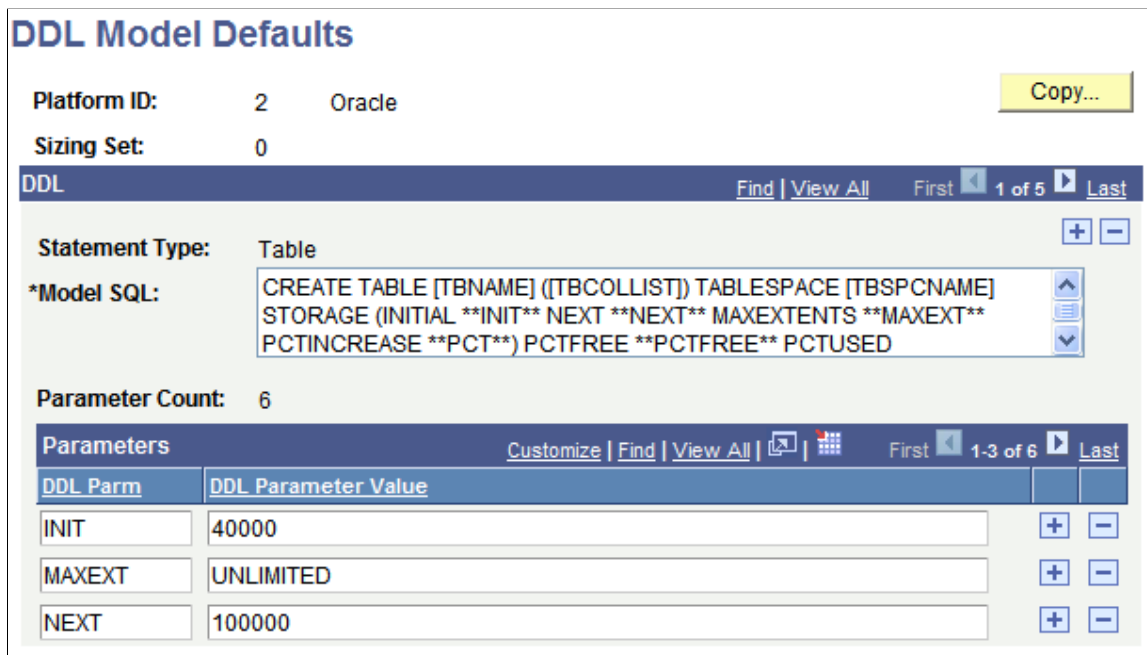 DDL Model Defaults
Platform ID: 2 Oracle Copy...
Sizing Set: 0
DDL Find | View All First 1 of 5 Last
Statement Type: Table
*Model SQL: CREATE TABLE [TBNAME] ([TBCOLLIST]) TABLESPACE [TBSPCNAME]
STORAGE (INITIAL **INIT** NEXT **NEXT** MAXEXTENTS **MAXEXT**
PCTINCREASE **PCT**) PCTFREE **PCTFREE** PCTUSED
Parameter Count: 6
Parameters Customize | Find | View All | | First 1-3 of 6 Last
DDL Parm DDL Parameter Value
INIT 40000
MAXEXT UNLIMITED
NEXT 100000